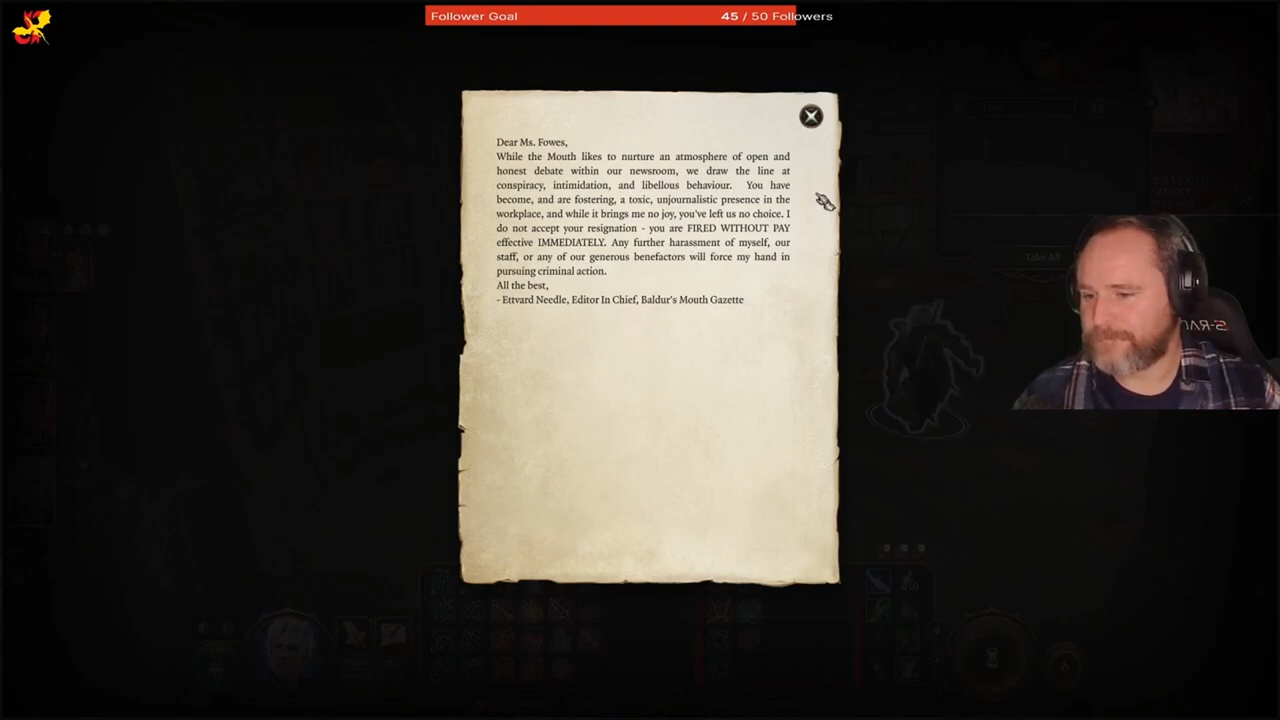 Follower Goal 45 / 50 Followers
Dear Ms. Fowes,
While the Mouth likes to nurture an atmosphere of open and
honest debate within our newsroom, we draw the line at
conspiracy, intimidation, and libellous behaviour. You have
become, and are fostering, a toxic, unjournalistic presence in the
workplace, and while it brings me no joy, you've left us no choice. I
do not accept your resignation - you are FIRED WITHOUT PAY
effective IMMEDIATELY. Any further harassment of myself, our
staff, or any of our generous benefactors will force my hand in
pursuing criminal action.
All the best,
- Ettvard Needle, Editor In Chief, Baldur's Mouth Gazette
Take All